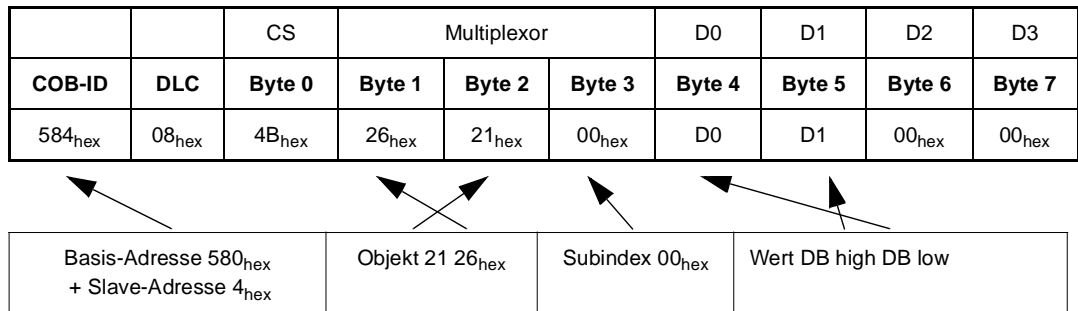 CS Multiplexor D0 D1 D2 D3
COB-ID DLC Byte 0 Byte 1 Byte 2 Byte 3 Byte 4 Byte 5 Byte 6 Byte 7
584hex 08hex 4Bhex 26hex 21hex 00hex D0 D1 00hex 00hex
Basis-Adresse 580hex
+ Slave-Adresse 4hex
Objekt 21 26hex
Subindex 00hex
Wert DB high DB low